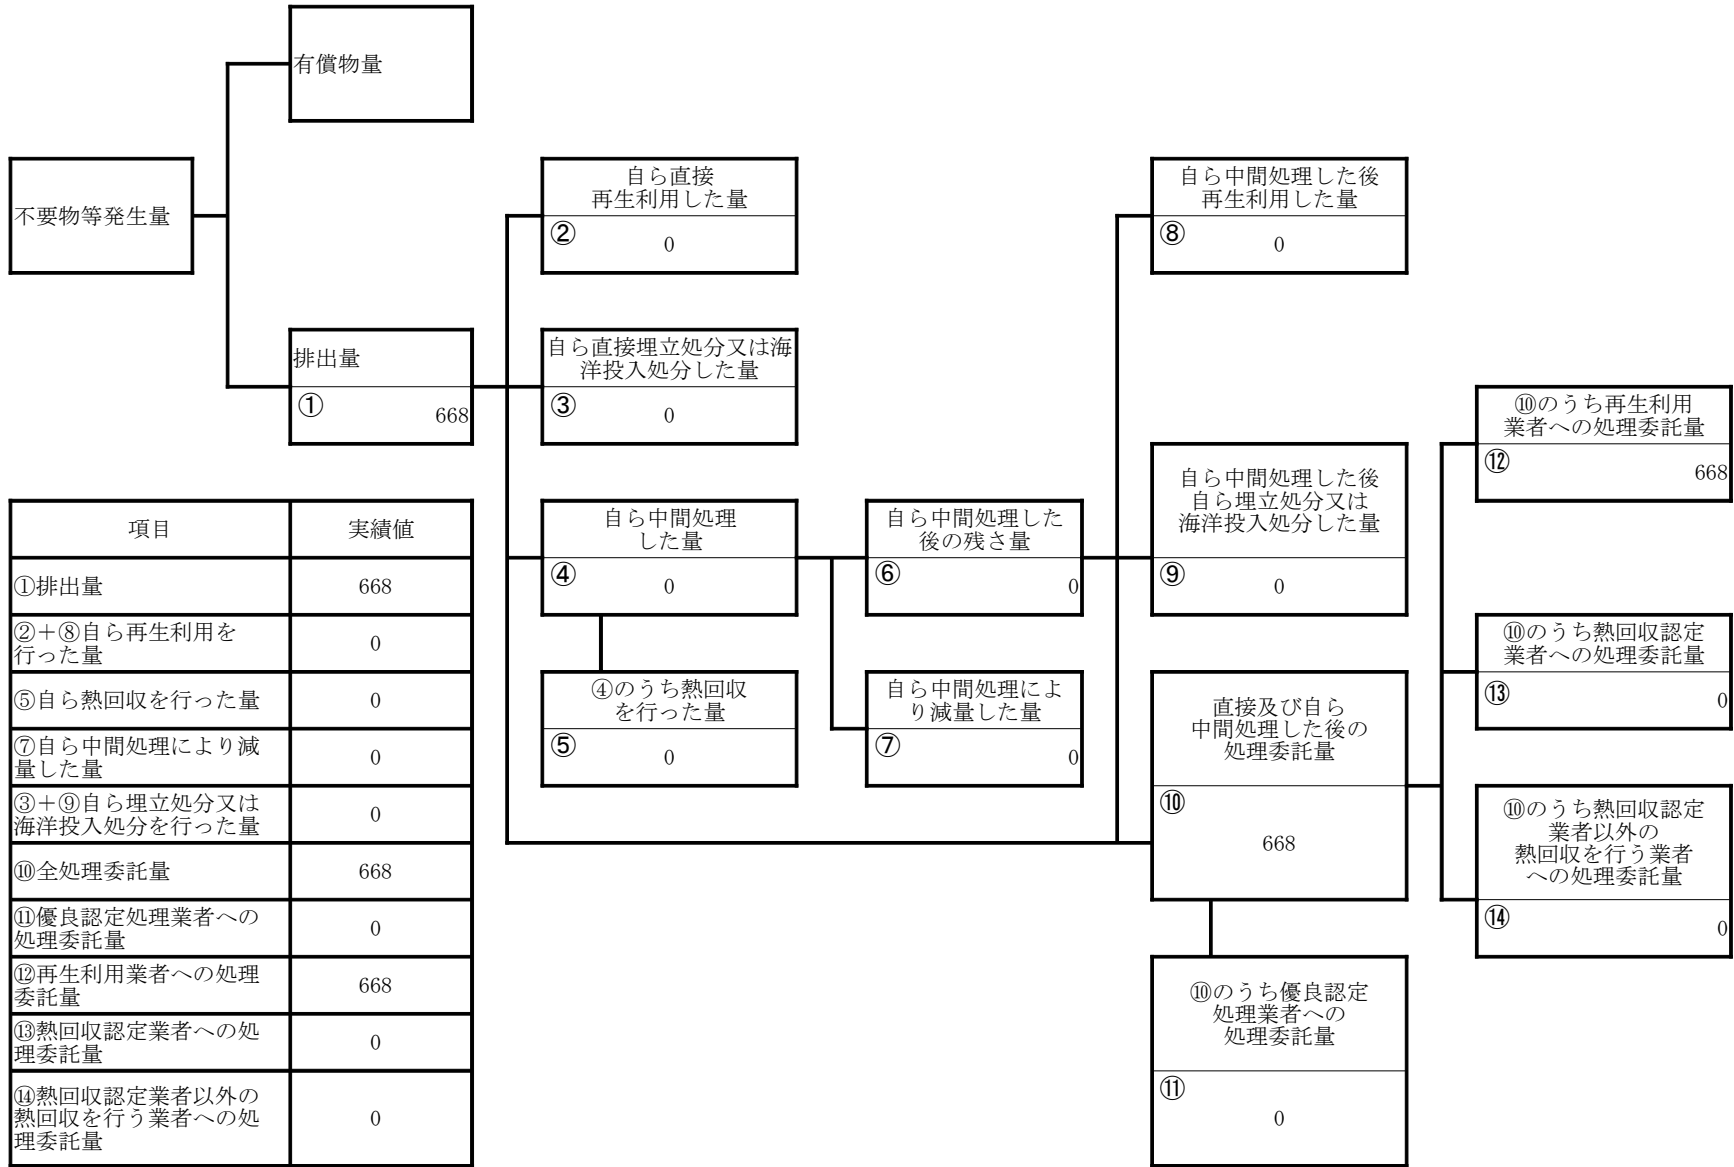 有償物量
不要物等発生量
排出量
①
668
自ら直接
再生利用した量
②
0
自ら直接埋立処分又は海
洋投入処分した量
③
0
自ら中間処理
した量
④
0
④のうち熱回収
を行った量
⑤
0
自ら中間処理した
後の残さ量
⑥
0
自ら中間処理によ
り減量した量
⑦
0
自ら中間処理した後
再生利用した量
⑧
0
自ら中間処理した後
自ら埋立処分又は
海洋投入処分した量
⑨
0
直接及び自ら
中間処理した後の
処理委託量
⑩
668
⑩のうち優良認定
処理業者への
処理委託量
⑪
0
⑩のうち再生利用
業者への処理委託量
⑫
668
⑩のうち熱回収認定
業者への処理委託量
⑬
0
⑩のうち熱回収認定
業者以外の
熱回収を行う業者
への処理委託量
⑭
0
項目 実績値
①排出量 668
②+⑧自ら再生利用を
行った量 0
⑤自ら熱回収を行った量 0
⑦自ら中間処理により減
量した量 0
③+⑨自ら埋立処分又は
海洋投入処分を行った量 0
⑩全処理委託量 668
⑪優良認定処理業者への
処理委託量 0
⑫再生利用業者への処理
委託量 668
⑬熱回収認定業者への処
理委託量 0
⑭熱回収認定業者以外の
熱回収を行う業者への処
理委託量 0